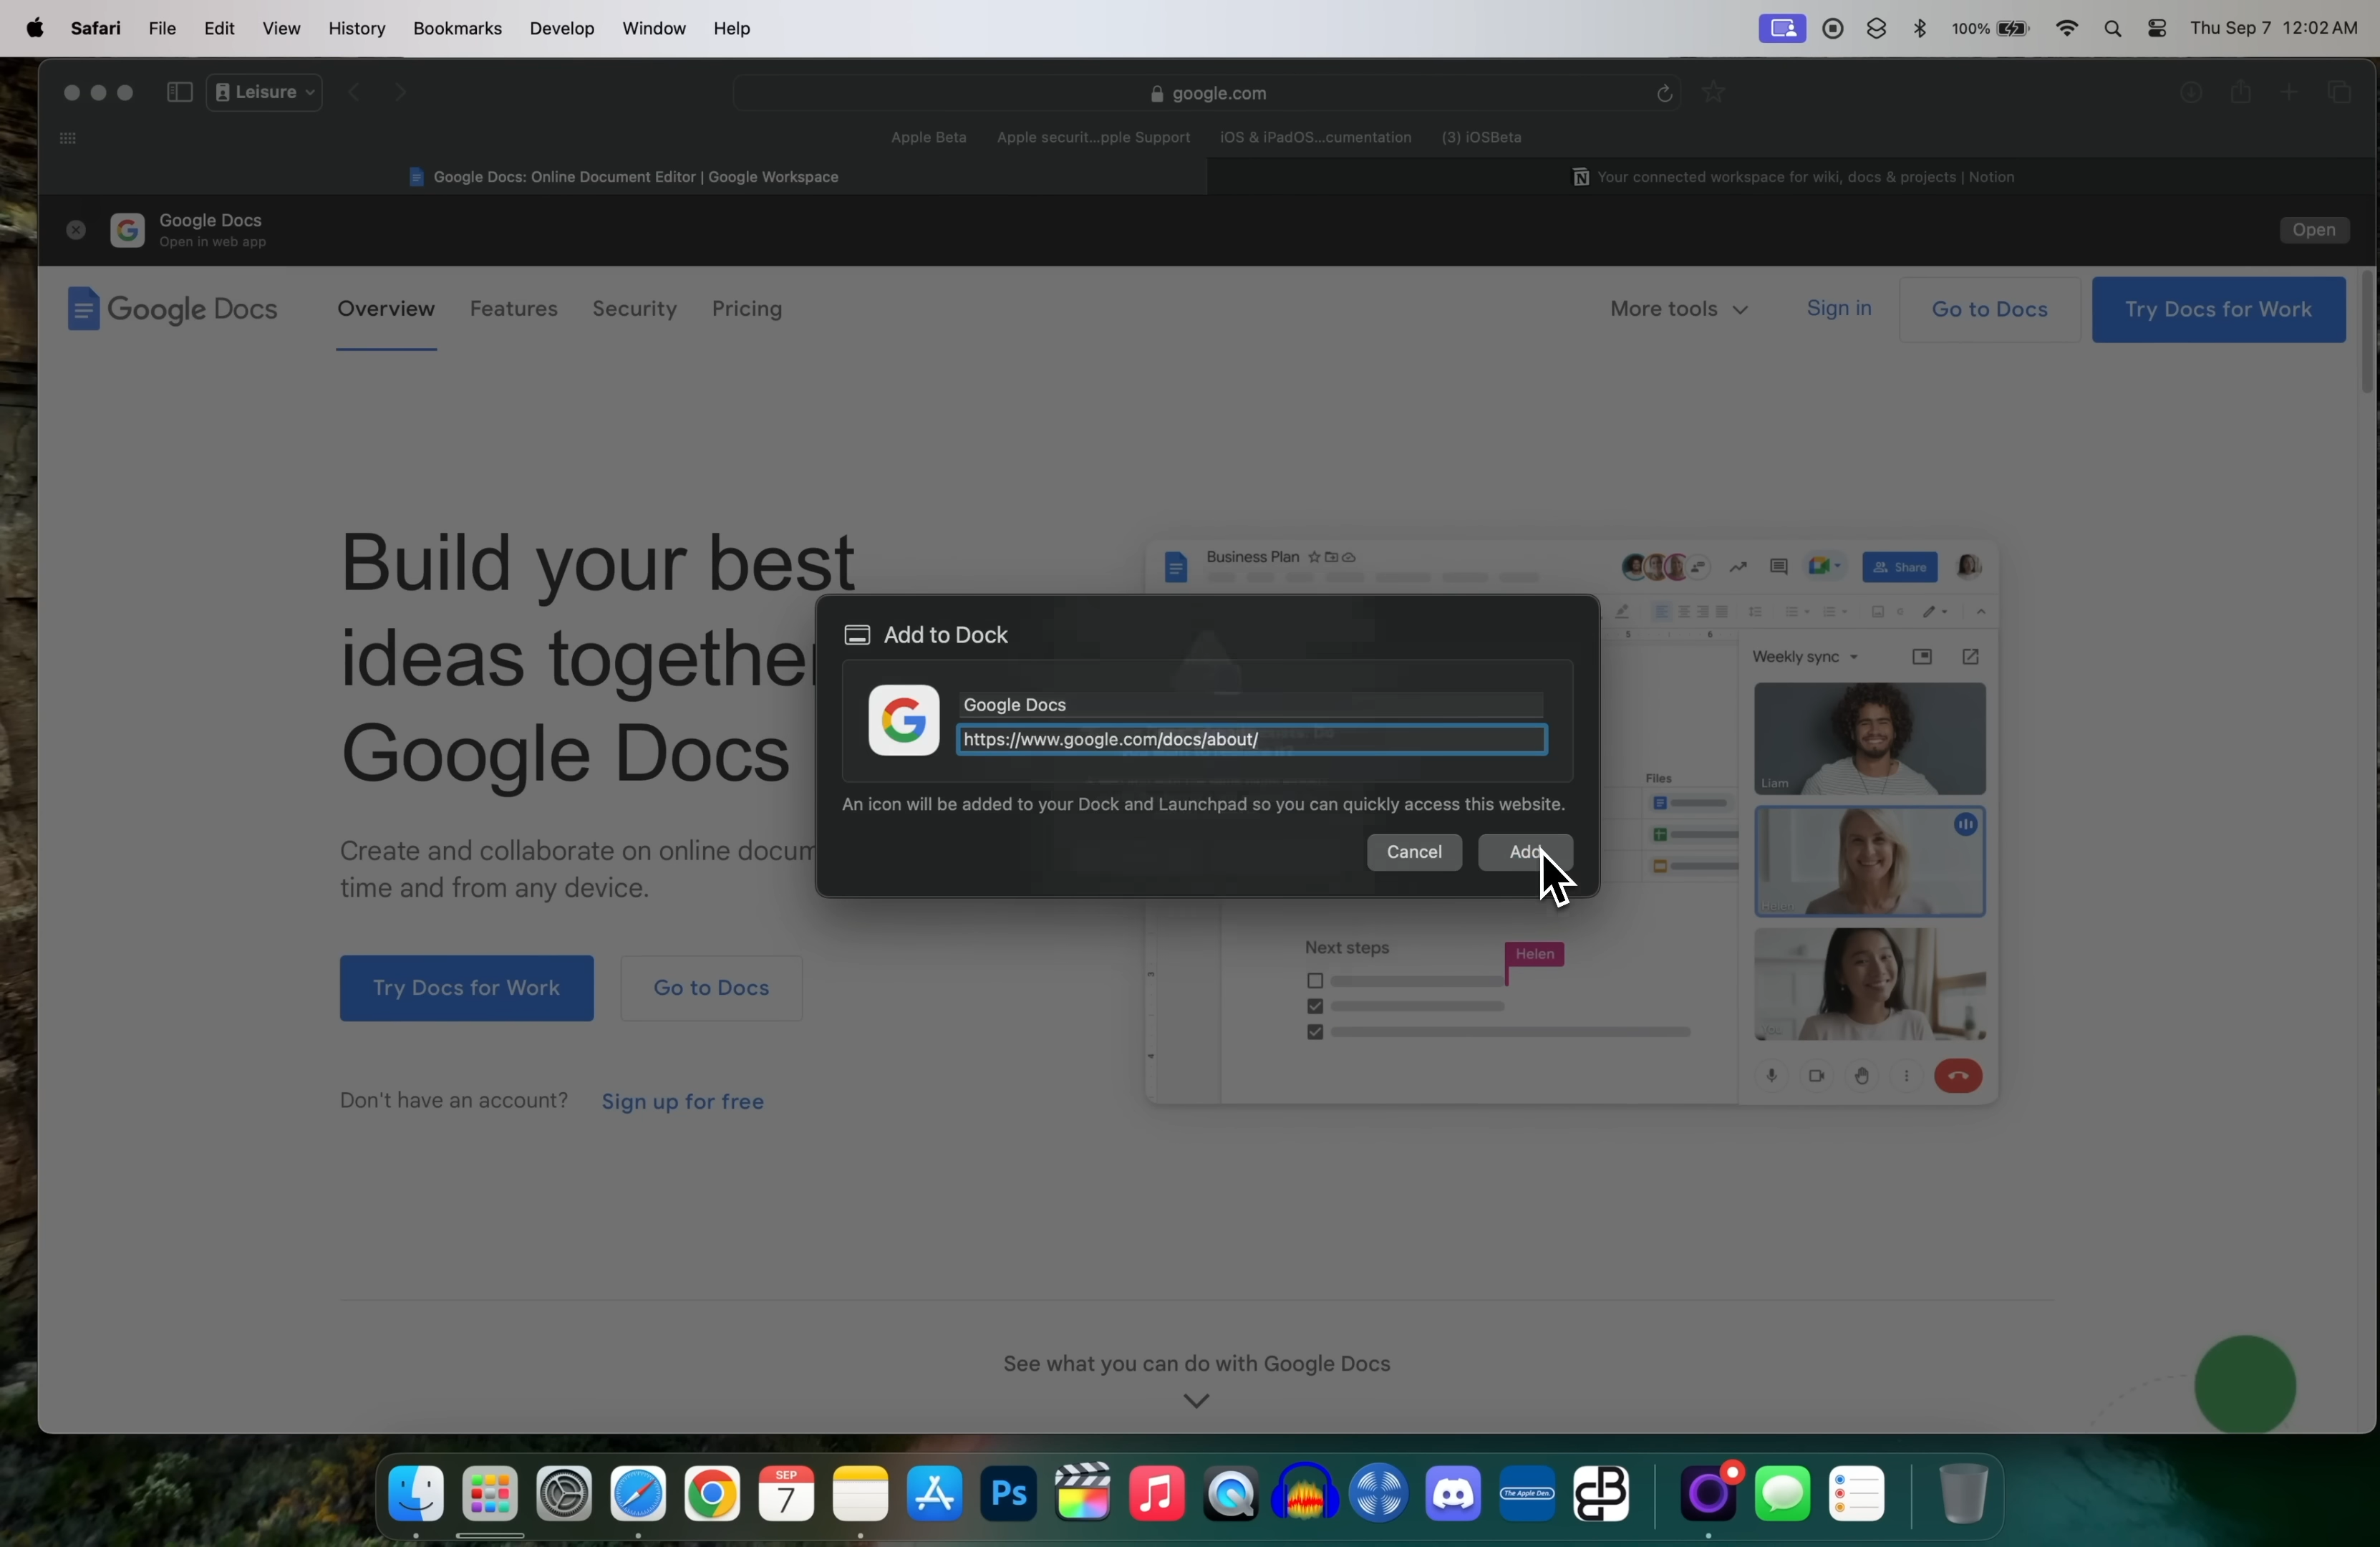 Safari File Edit View History Bookmarks Develop Window Help 100% Thu Sep 7 12:02 AM
Leisure google.com
Apple Beta Apple securit...pple Support iOS & iPadOS...cumentation (3) iOSBeta
Google Docs: Online Document Editor | Google Workspace Your connected workspace for wiki, docs & projects | Notion
Google Docs
Open in web app
Open
Google Docs Overview Features Security Pricing More tools Sign in Go to Docs Try Docs for Work
Build your best
ideas together
Google Docs
Create and collaborate on online docum
time and from any device.
Try Docs for Work Go to Docs
Don't have an account? Sign up for free
Business Plan Share
5 6
Weekly sync
Files
Liam
Helen
You
Next steps
Helen
Add to Dock
Google Docs
https://www.google.com/docs/about/
An icon will be added to your Dock and Launchpad so you can quickly access this website.
Cancel Add
See what you can do with Google Docs
SEP
7
Ps
The Apple Den.